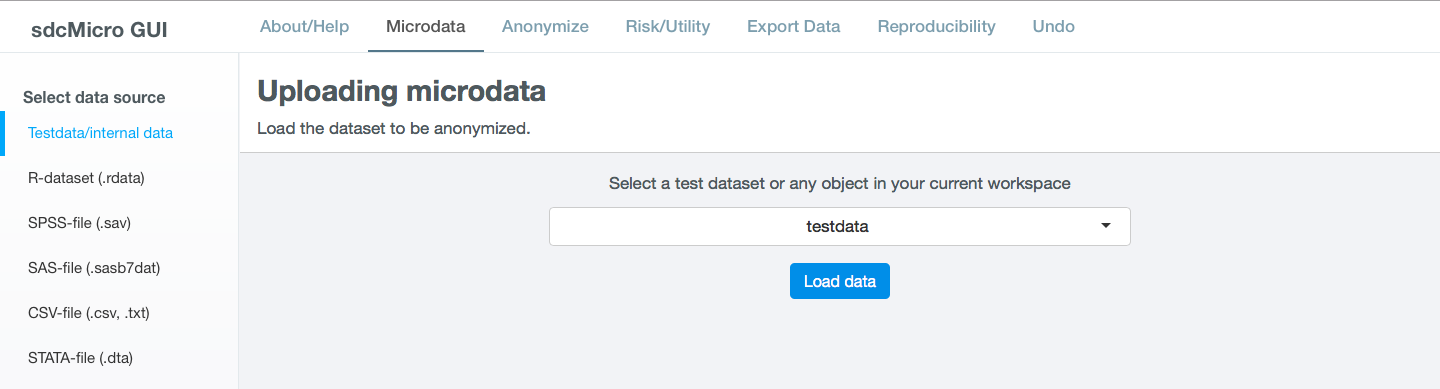 sdcMicro GUI
About/Help
Microdata
Anonymize
Risk/Utility
Export Data
Reproducibility
Undo
Select data source
Testdata/internal data
R-dataset (.rdata)
SPSS-file (.sav)
SAS-file (.sasb7dat)
CSV-file (.csv, .txt)
STATA-file (.dta)
Uploading microdata
Load the dataset to be anonymized.
Select a test dataset or any object in your current workspace
testdata
Load data